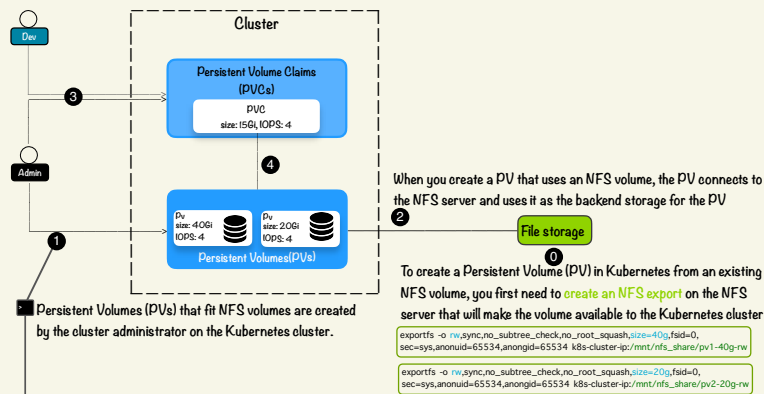 Cluster
Dev
Persistent Volume Claims
(PVCs)
PVC
size: 15Gi, IOPS: 4
3
4
Admin
When you create a PV that uses an NFS volume, the PV connects to
the NFS server and uses it as the backend storage for the PV
Pv
size: 40Gi
IOPS: 4
Pv
size: 20Gi
IOPS: 4
Persistent Volumes(PVs)
1
2
File storage
0
To create a Persistent Volume (PV) in Kubernetes from an existing
NFS volume, you first need to create an NFS export on the NFS
server that will make the volume available to the Kubernetes cluster
Persistent Volumes (PVs) that fit NFS volumes are created
by the cluster administrator on the Kubernetes cluster.
exportfs -o rw,sync,no_subtree_check,no_root_squash,size=40g,fsid=0,
sec=sys,anonuid=65534,anongid=65534 k8s-cluster-ip:/mnt/nfs_share/pv1-40g-rw
exportfs -o rw,sync,no_subtree_check,no_root_squash,size=20g,fsid=0,
sec=sys,anonuid=65534,anongid=65534 k8s-cluster-ip:/mnt/nfs_share/pv2-20g-rw